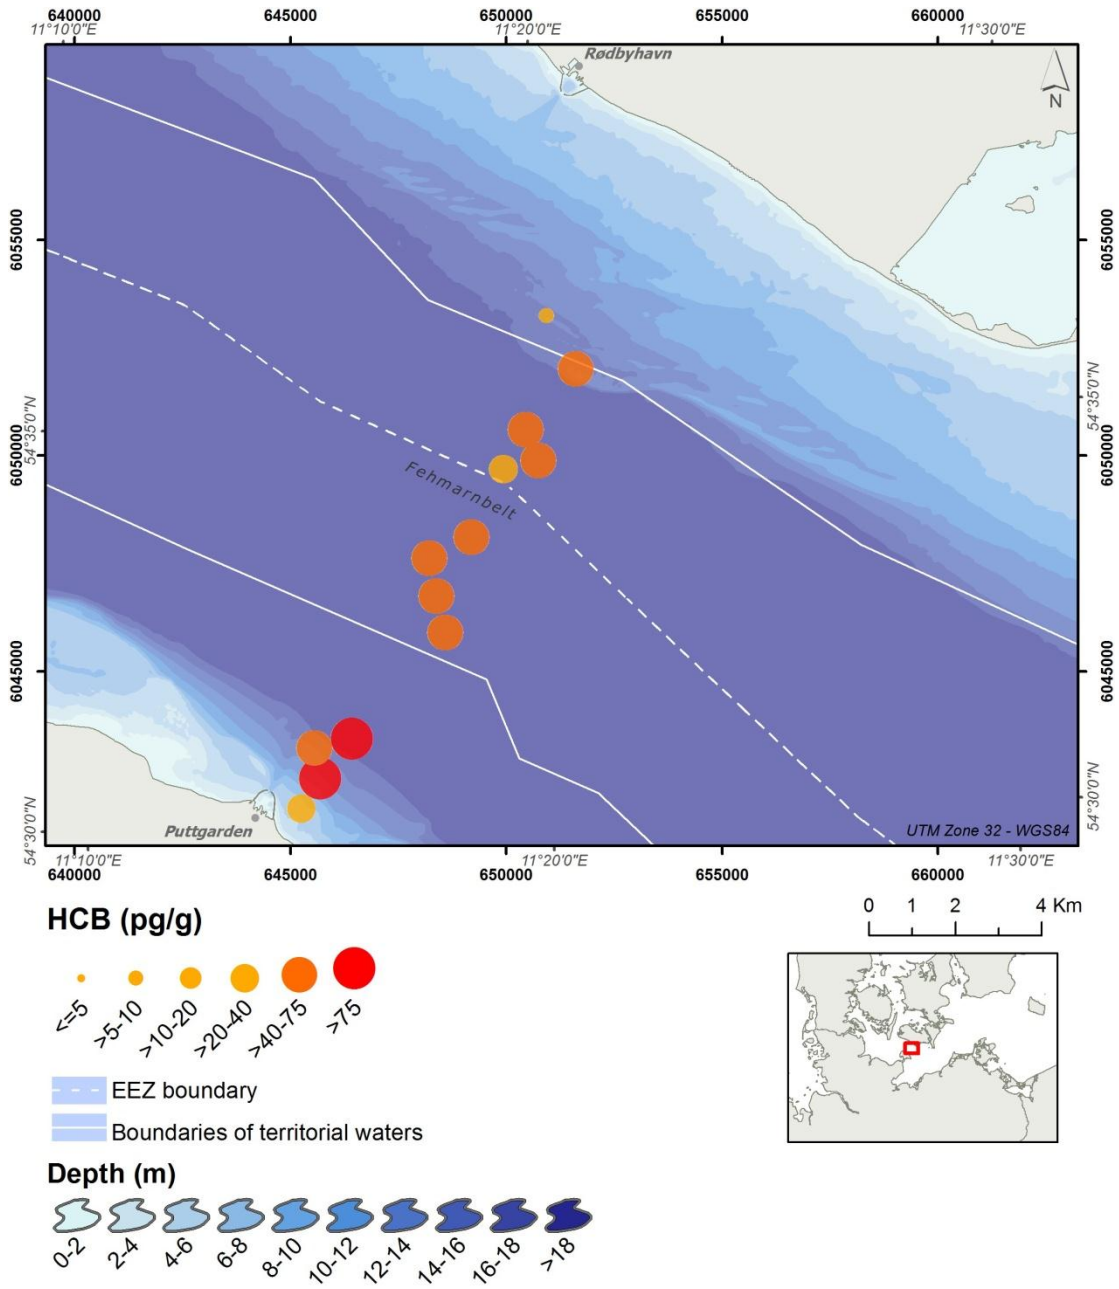 640000 645000 650000 655000 660000
11°10'0"E 11°20'0"E 11°30'0"E
Rødbyhavn
N
6055000 6055000
54°35'0"N 54°35'0"N
6050000 6050000
Fehmarnbelt
6045000 6045000
54°30'0"N 54°30'0"N
Puttgarden
UTM Zone 32 - WGS84
11°10'0"E 11°20'0"E 11°30'0"E
640000 645000 650000 655000 660000
HCB (pg/g)
0 1 2 4 Km
<=5 >5-10 >10-20 >20-40 >40-75 >75
EEZ boundary
Boundaries of territorial waters
Depth (m)
0-2 2-4 4-6 6-8 8-10 10-12 12-14 14-16 16-18 >18